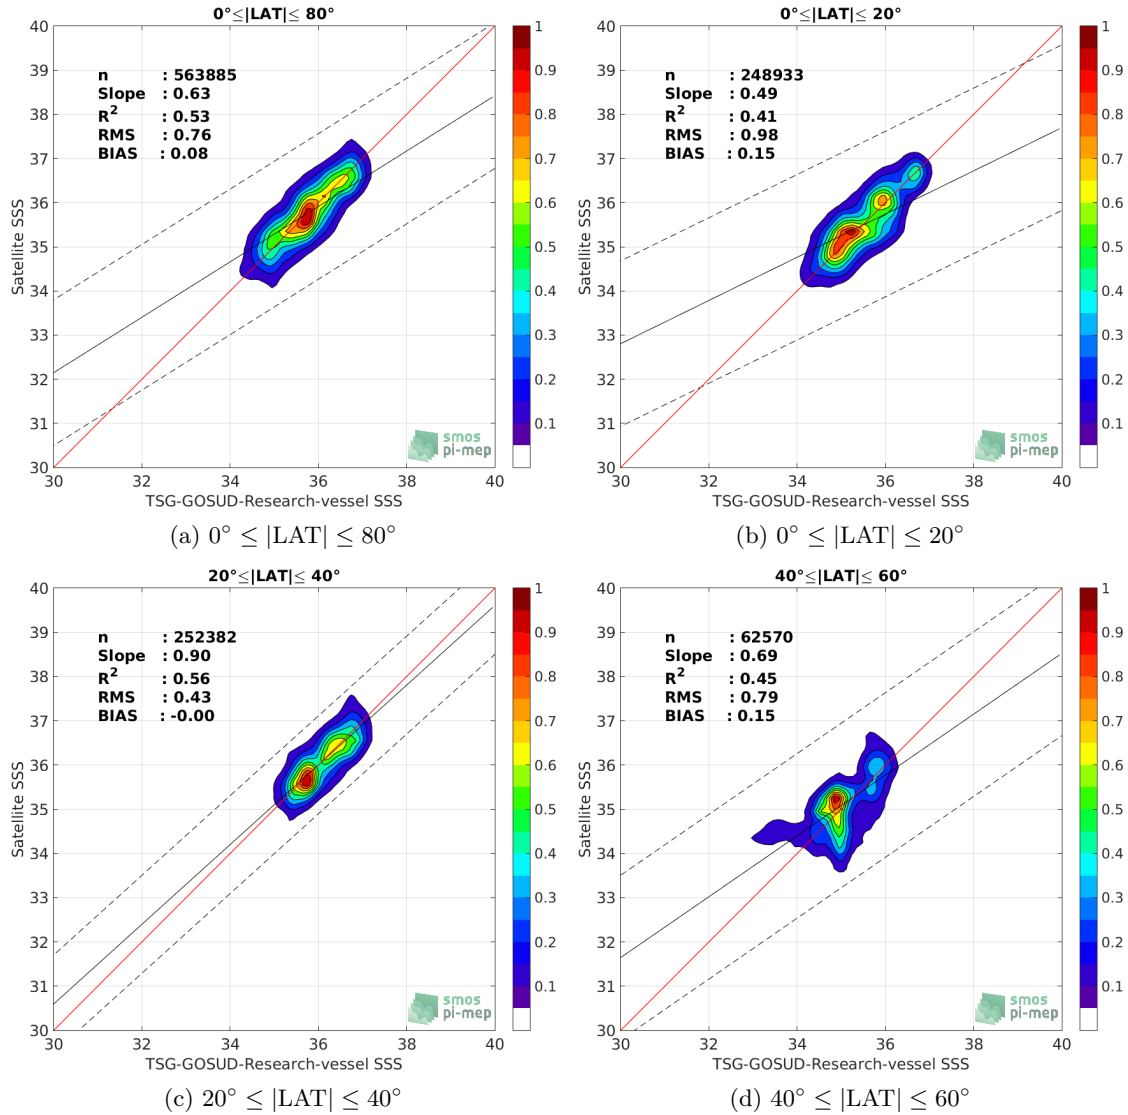 0°≤|LAT|≤ 80°
n : 563885
Slope : 0.63
R² : 0.53
RMS : 0.76
BIAS : 0.08
Satellite SSS
40
39
38
37
36
35
34
33
32
31
30
30 32 34 36 38 40
TSG-GOSUD-Research-vessel SSS
1
0.9
0.8
0.7
0.6
0.5
0.4
0.3
0.2
0.1
smos
pi-mep
(a) 0° ≤ |LAT| ≤ 80°
0°≤|LAT|≤ 20°
n : 248933
Slope : 0.49
R² : 0.41
RMS : 0.98
BIAS : 0.15
Satellite SSS
40
39
38
37
36
35
34
33
32
31
30
30 32 34 36 38 40
TSG-GOSUD-Research-vessel SSS
1
0.9
0.8
0.7
0.6
0.5
0.4
0.3
0.2
0.1
smos
pi-mep
(b) 0° ≤ |LAT| ≤ 20°
20°≤|LAT|≤ 40°
n : 252382
Slope : 0.90
R² : 0.56
RMS : 0.43
BIAS : -0.00
Satellite SSS
40
39
38
37
36
35
34
33
32
31
30
30 32 34 36 38 40
TSG-GOSUD-Research-vessel SSS
1
0.9
0.8
0.7
0.6
0.5
0.4
0.3
0.2
0.1
smos
pi-mep
(c) 20° ≤ |LAT| ≤ 40°
40°≤|LAT|≤ 60°
n : 62570
Slope : 0.69
R² : 0.45
RMS : 0.79
BIAS : 0.15
Satellite SSS
40
39
38
37
36
35
34
33
32
31
30
30 32 34 36 38 40
TSG-GOSUD-Research-vessel SSS
1
0.9
0.8
0.7
0.6
0.5
0.4
0.3
0.2
0.1
smos
pi-mep
(d) 40° ≤ |LAT| ≤ 60°